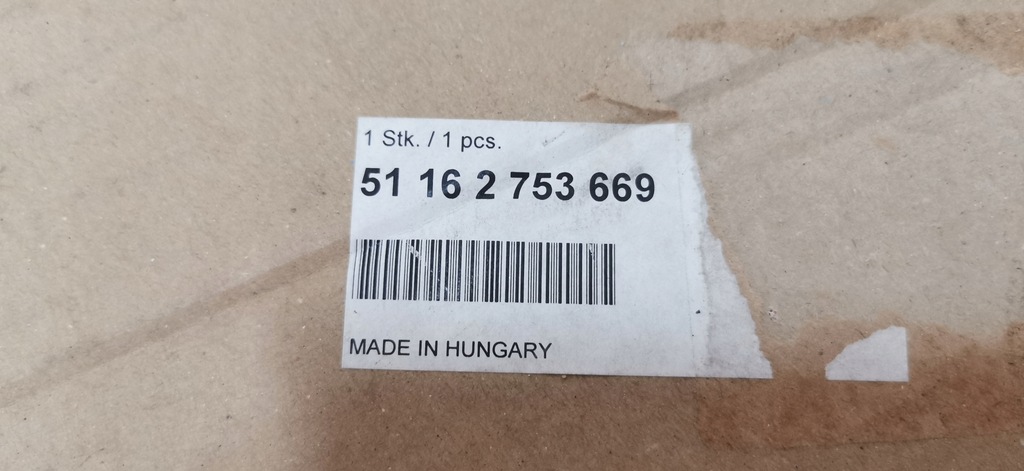 1 Stk. / 1 pcs.
51 16 2 753 669
MADE IN HUNGARY